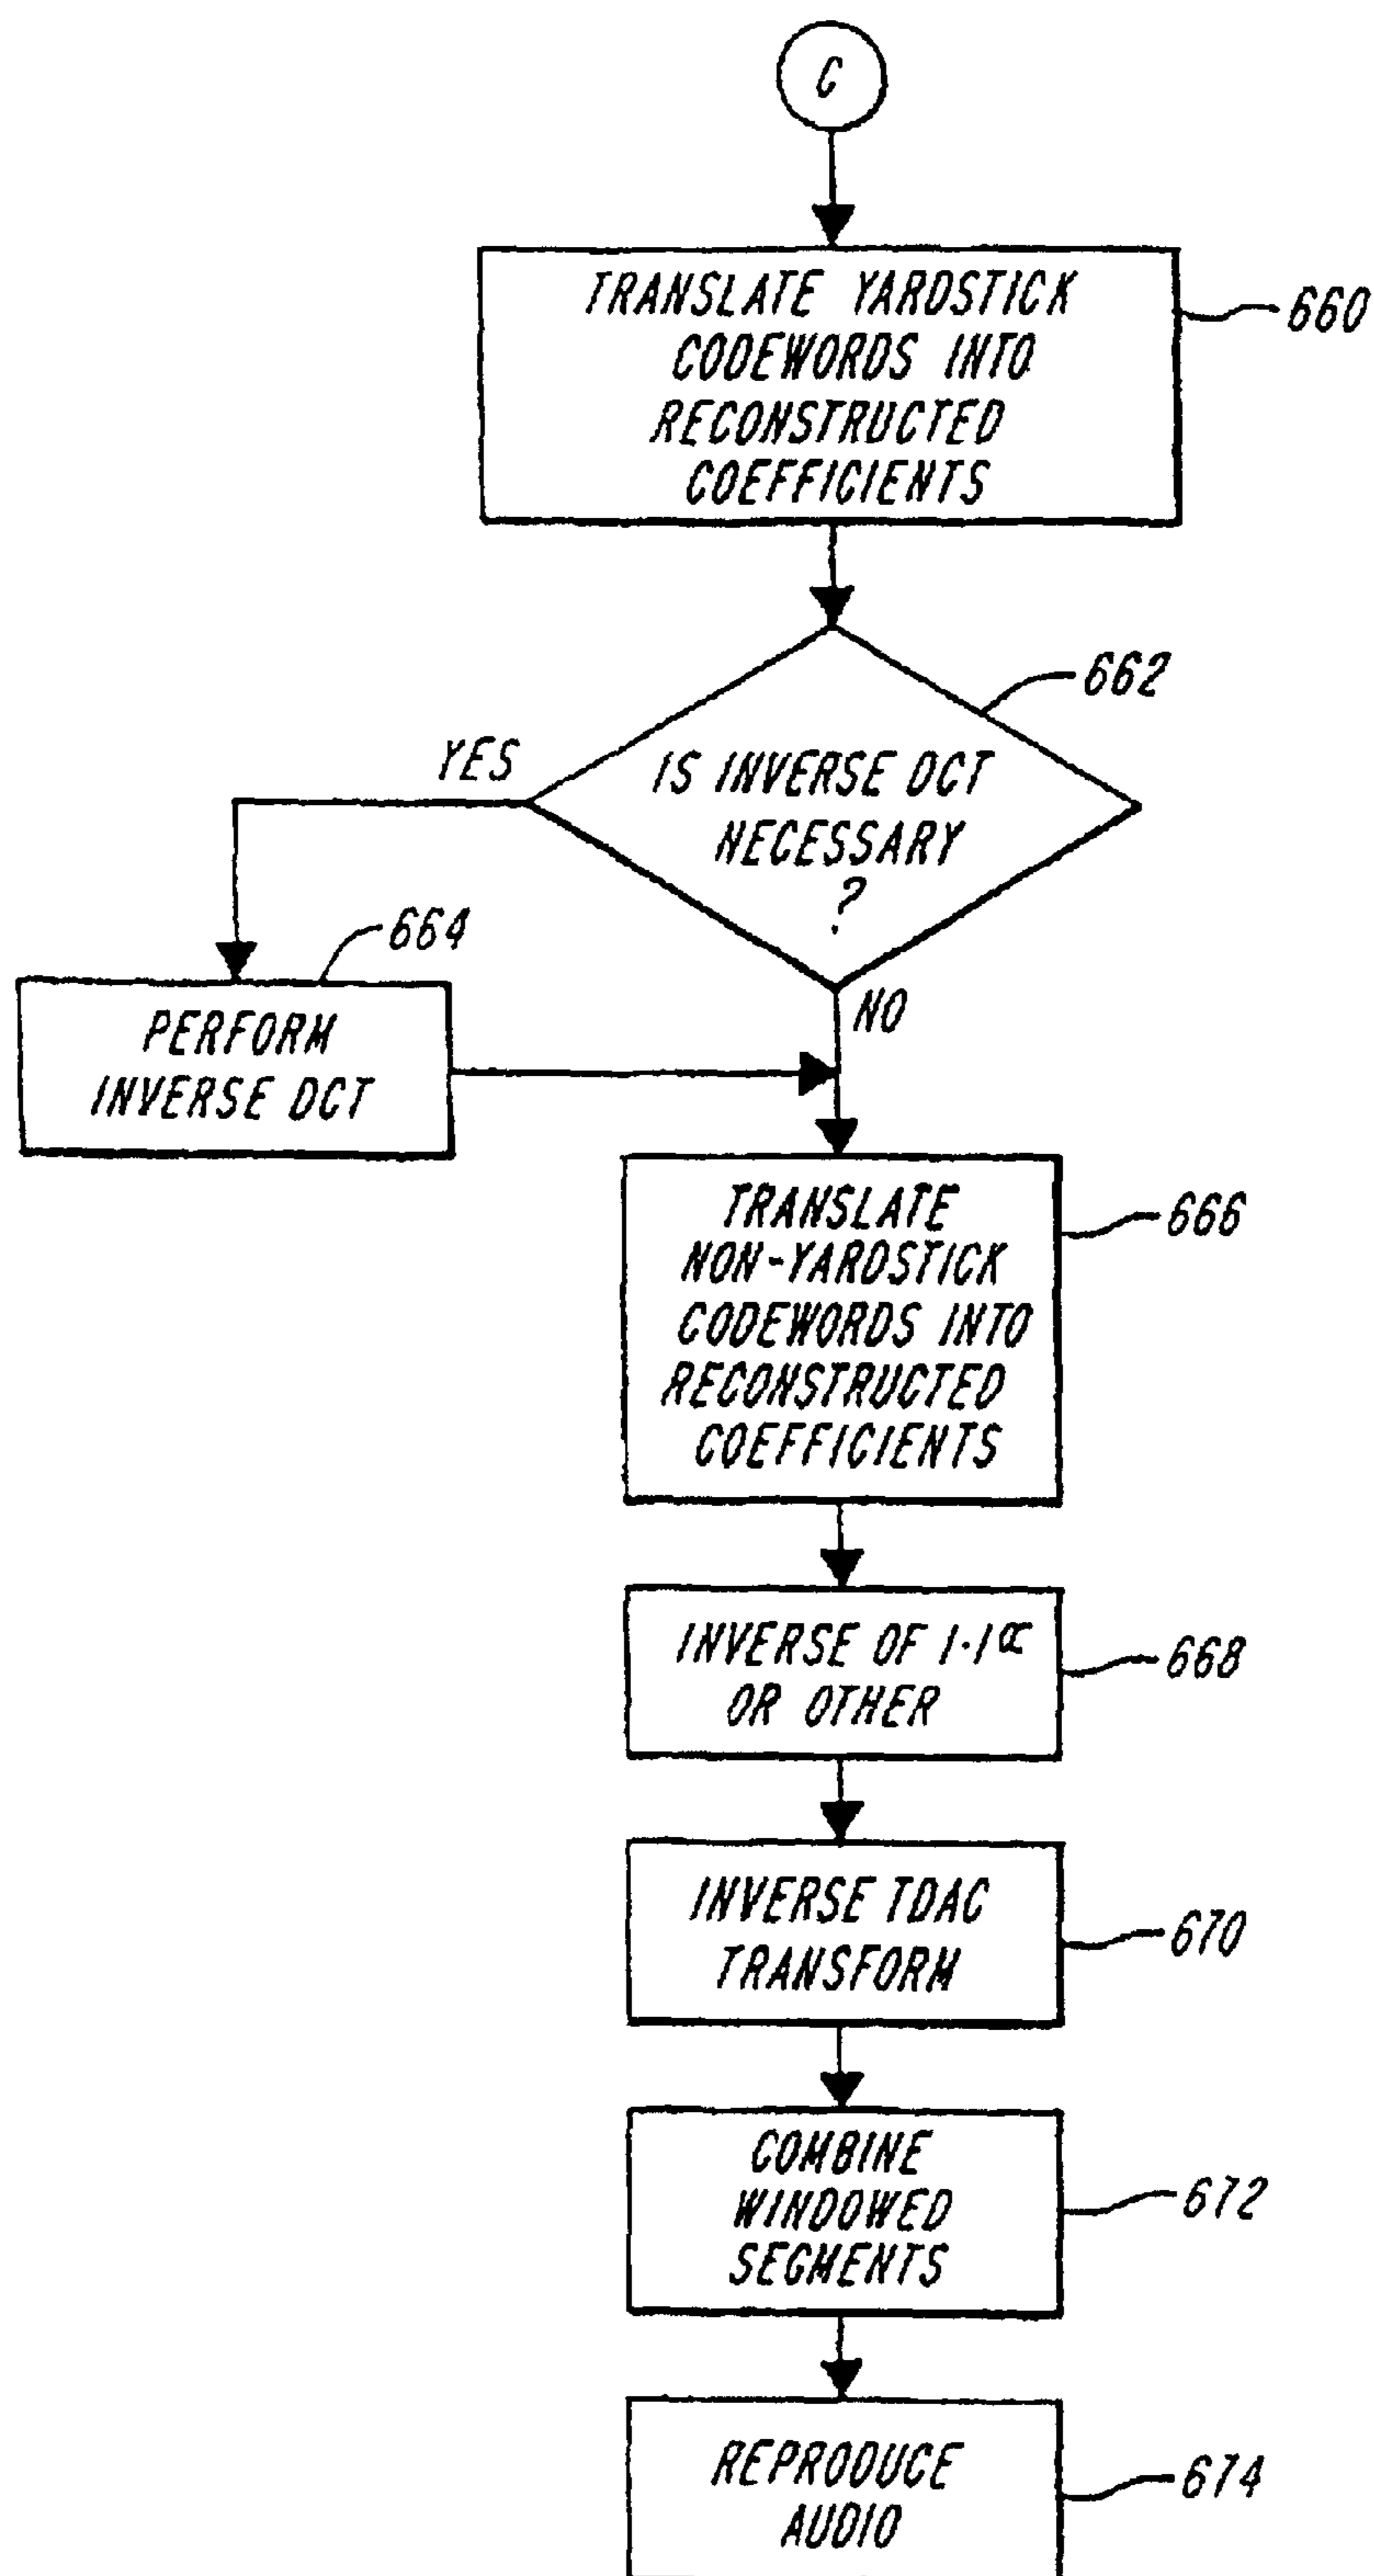 C
TRANSLATE YARDSTICK
CODEWORDS INTO
RECONSTRUCTED
COEFFICIENTS
660
662
YES
IS INVERSE DCT
NECESSARY
?
664
NO
PERFORM
INVERSE DCT
TRANSLATE
NON-YARDSTICK
CODEWORDS INTO
RECONSTRUCTED
COEFFICIENTS
666
INVERSE OF |·|α
OR OTHER
668
INVERSE TDAC
TRANSFORM
670
COMBINE
WINDOWED
SEGMENTS
672
REPRODUCE
AUDIO
674